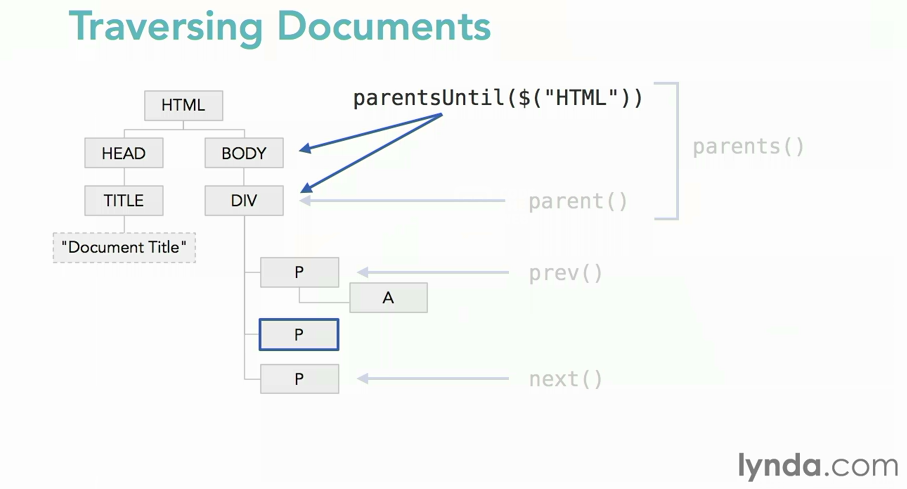 Traversing Documents
parentsUntil($("HTML"))
HTML
parents()
HEAD
BODY
TITLE
DIV
parent()
"Document Title"
P
prev()
A
P
P
next()
lynda.com